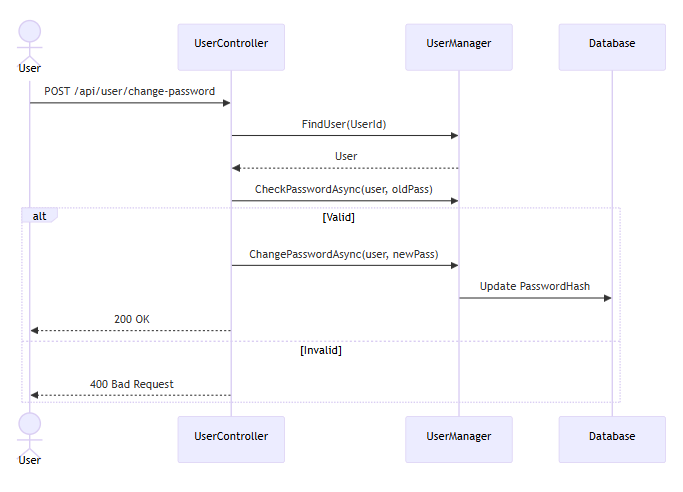 User
UserController
UserManager
Database
POST /api/user/change-password
FindUser(UserId)
User
CheckPasswordAsync(user, oldPass)
alt
[Valid]
ChangePasswordAsync(user, newPass)
Update PasswordHash
200 OK
[Invalid]
400 Bad Request
User
UserController
UserManager
Database